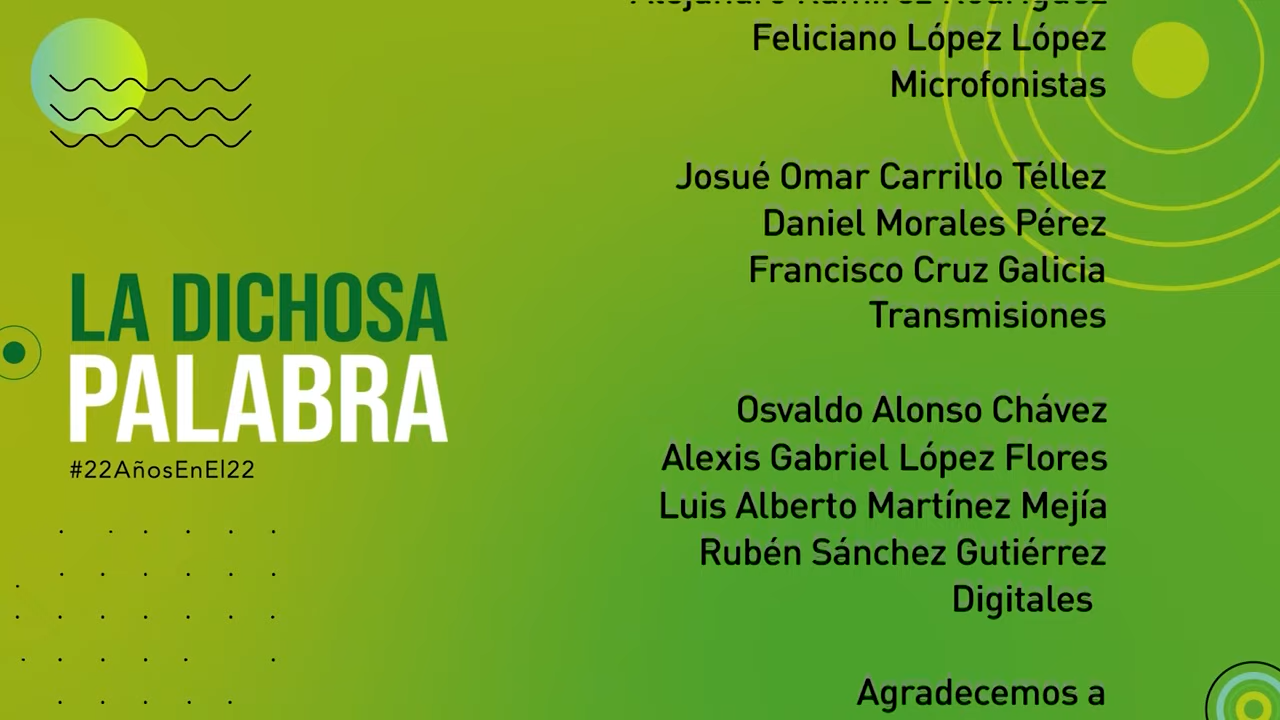 LA DICHOSA
PALABRA
#22AñosEnEl22
Feliciano López López
Microfonistas
Josué Omar Carrillo Téllez
Daniel Morales Pérez
Francisco Cruz Galicia
Transmisiones
Osvaldo Alonso Chávez
Alexis Gabriel López Flores
Luis Alberto Martínez Mejía
Rubén Sánchez Gutiérrez
Digitales
Agradecemos a